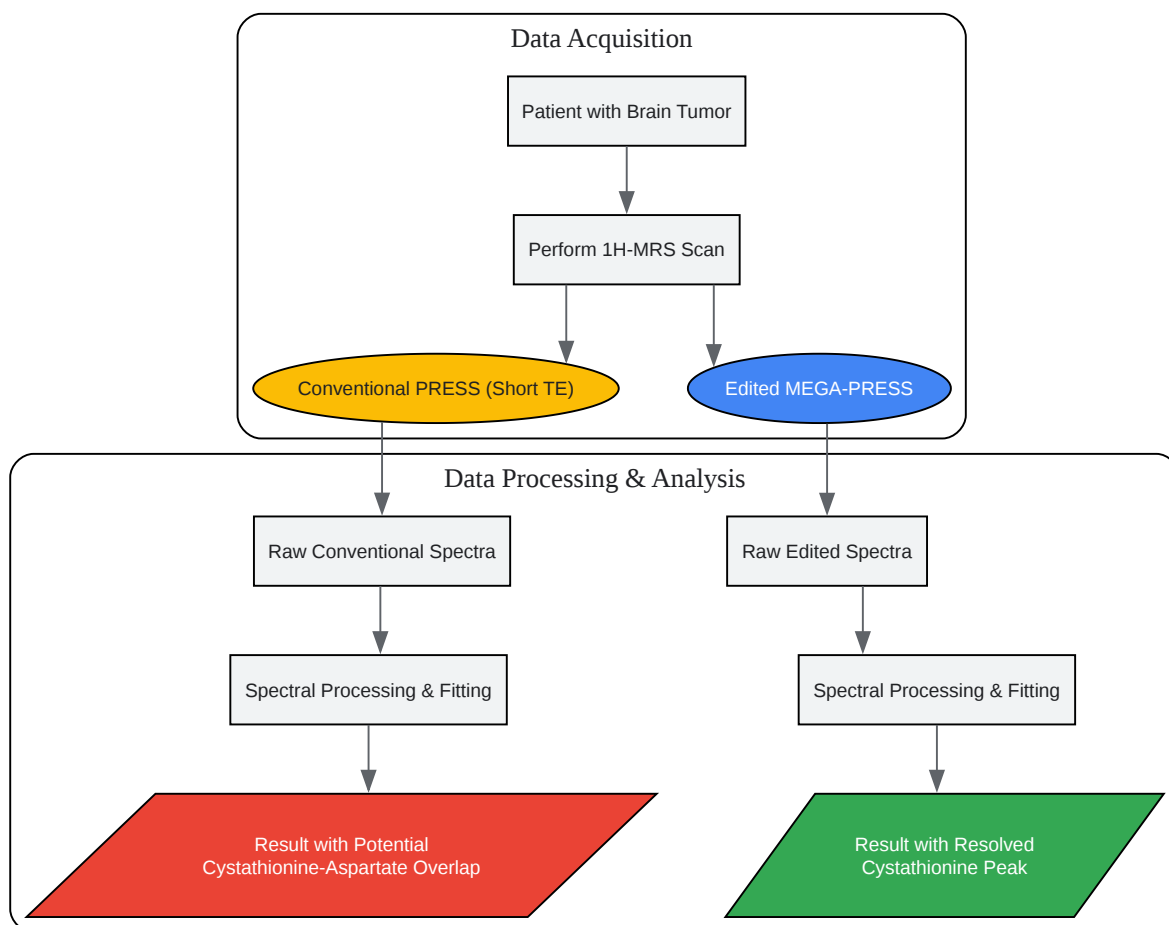 Data Acquisition
Patient with Brain Tumor
Perform 1H-MRS Scan
Conventional PRESS (Short TE)
Edited MEGA-PRESS
Data Processing & Analysis
Raw Conventional Spectra
Raw Edited Spectra
Spectral Processing & Fitting
Spectral Processing & Fitting
Result with Potential
Cystathionine-Aspartate Overlap
Result with Resolved
Cystathionine Peak